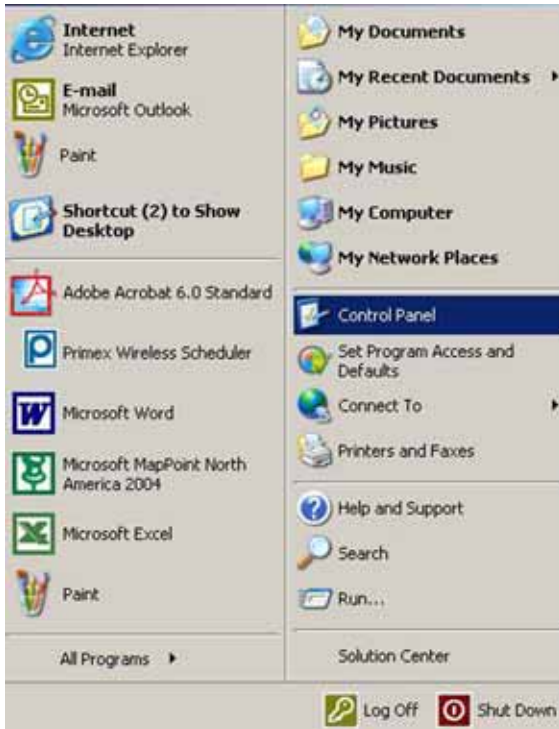 Internet
Internet Explorer
E-mail
Microsoft Outlook
Paint
Shortcut (2) to Show
Desktop
Adobe Acrobat 6.0 Standard
Primex Wireless Scheduler
Microsoft Word
Microsoft MapPoint North
America 2004
Microsoft Excel
Paint
All Programs
My Documents
My Recent Documents
My Pictures
My Music
My Computer
My Network Places
Control Panel
Set Program Access and
Defaults
Connect To
Printers and Faxes
Help and Support
Search
Run...
Solution Center
Log Off
Shut Down